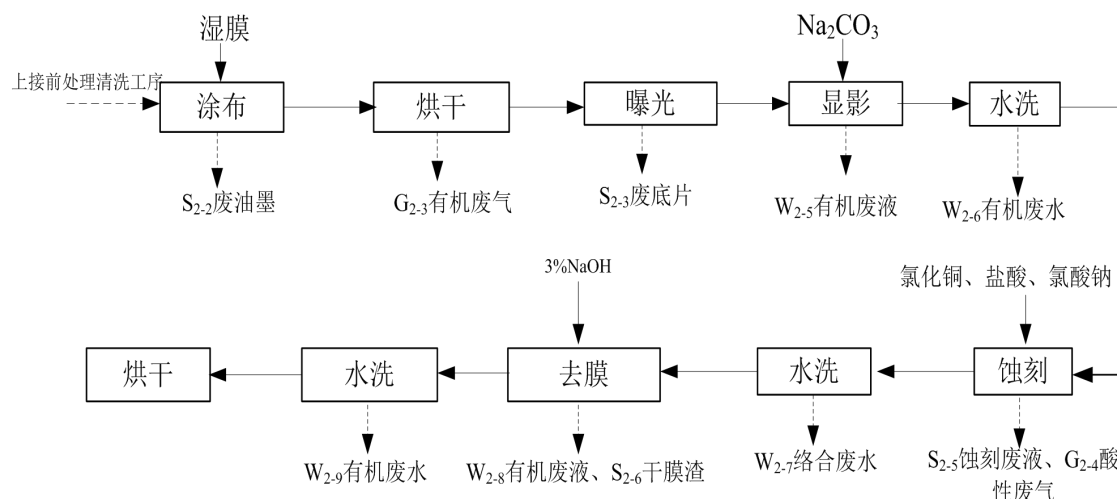 湿膜
Na₂CO₃
上接前处理清洗工序
涂布
烘干
曝光
显影
水洗
S₂₋₂废油墨
G₂₋₃有机废气
S₂₋₃废底片
W₂₋₅有机废液
W₂₋₆有机废水
3%NaOH
氯化铜、盐酸、氯酸钠
烘干
水洗
去膜
水洗
蚀刻
W₂₋₉有机废水
W₂₋₈有机废液、S₂₋₆干膜渣
W₂₋₇络合废水
S₂₋₅蚀刻废液、G₂₋₄酸
性废气